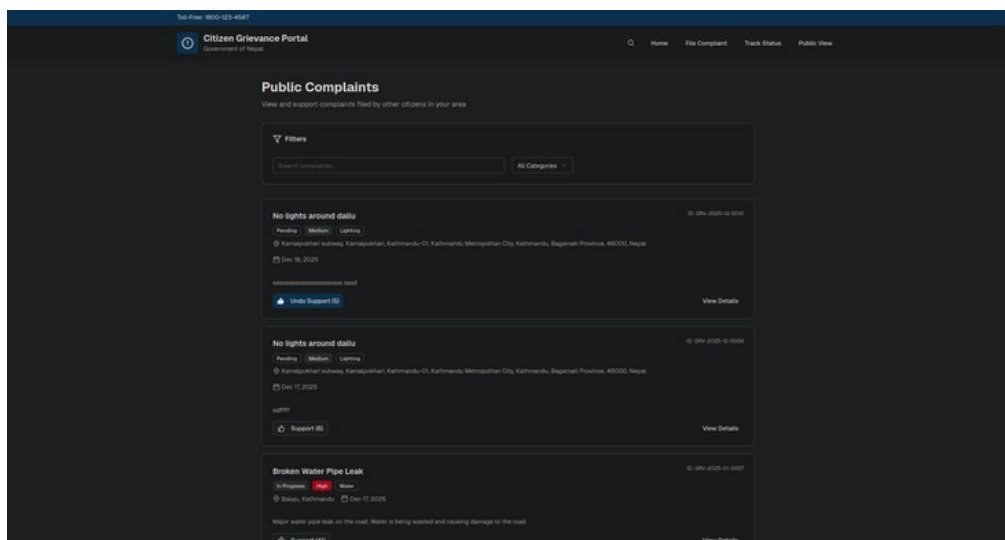 Toll-Free: 1800-123-4567
Citizen Grievance Portal
Government of Nepal
Home File Complaint Track Status Public View
Public Complaints
View and support complaints filed by other citizens in your area
Filters
Search complaints...
All Categories
No lights around dallu
ID: GRV-2025-12-0010
Pending Medium Lighting
Kamalpokhari subway, Kamalpokhari, Kathmandu-01, Kathmandu Metropolitan City, Kathmandu, Bagamati Province, 46000, Nepal
Dec 18, 2025
Undo Support (5)
View Details
No lights around dallu
ID: GRV-2025-12-0009
Pending Medium Lighting
Kamalpokhari subway, Kamalpokhari, Kathmandu-01, Kathmandu Metropolitan City, Kathmandu, Bagamati Province, 46000, Nepal
Dec 17, 2025
Support (8)
View Details
Broken Water Pipe Leak
ID: GRV-2025-01-0007
In Progress High Water
Balaju, Kathmandu Dec 17, 2025
Major water pipe leak on the road. Water is being wasted and causing damage to the road.